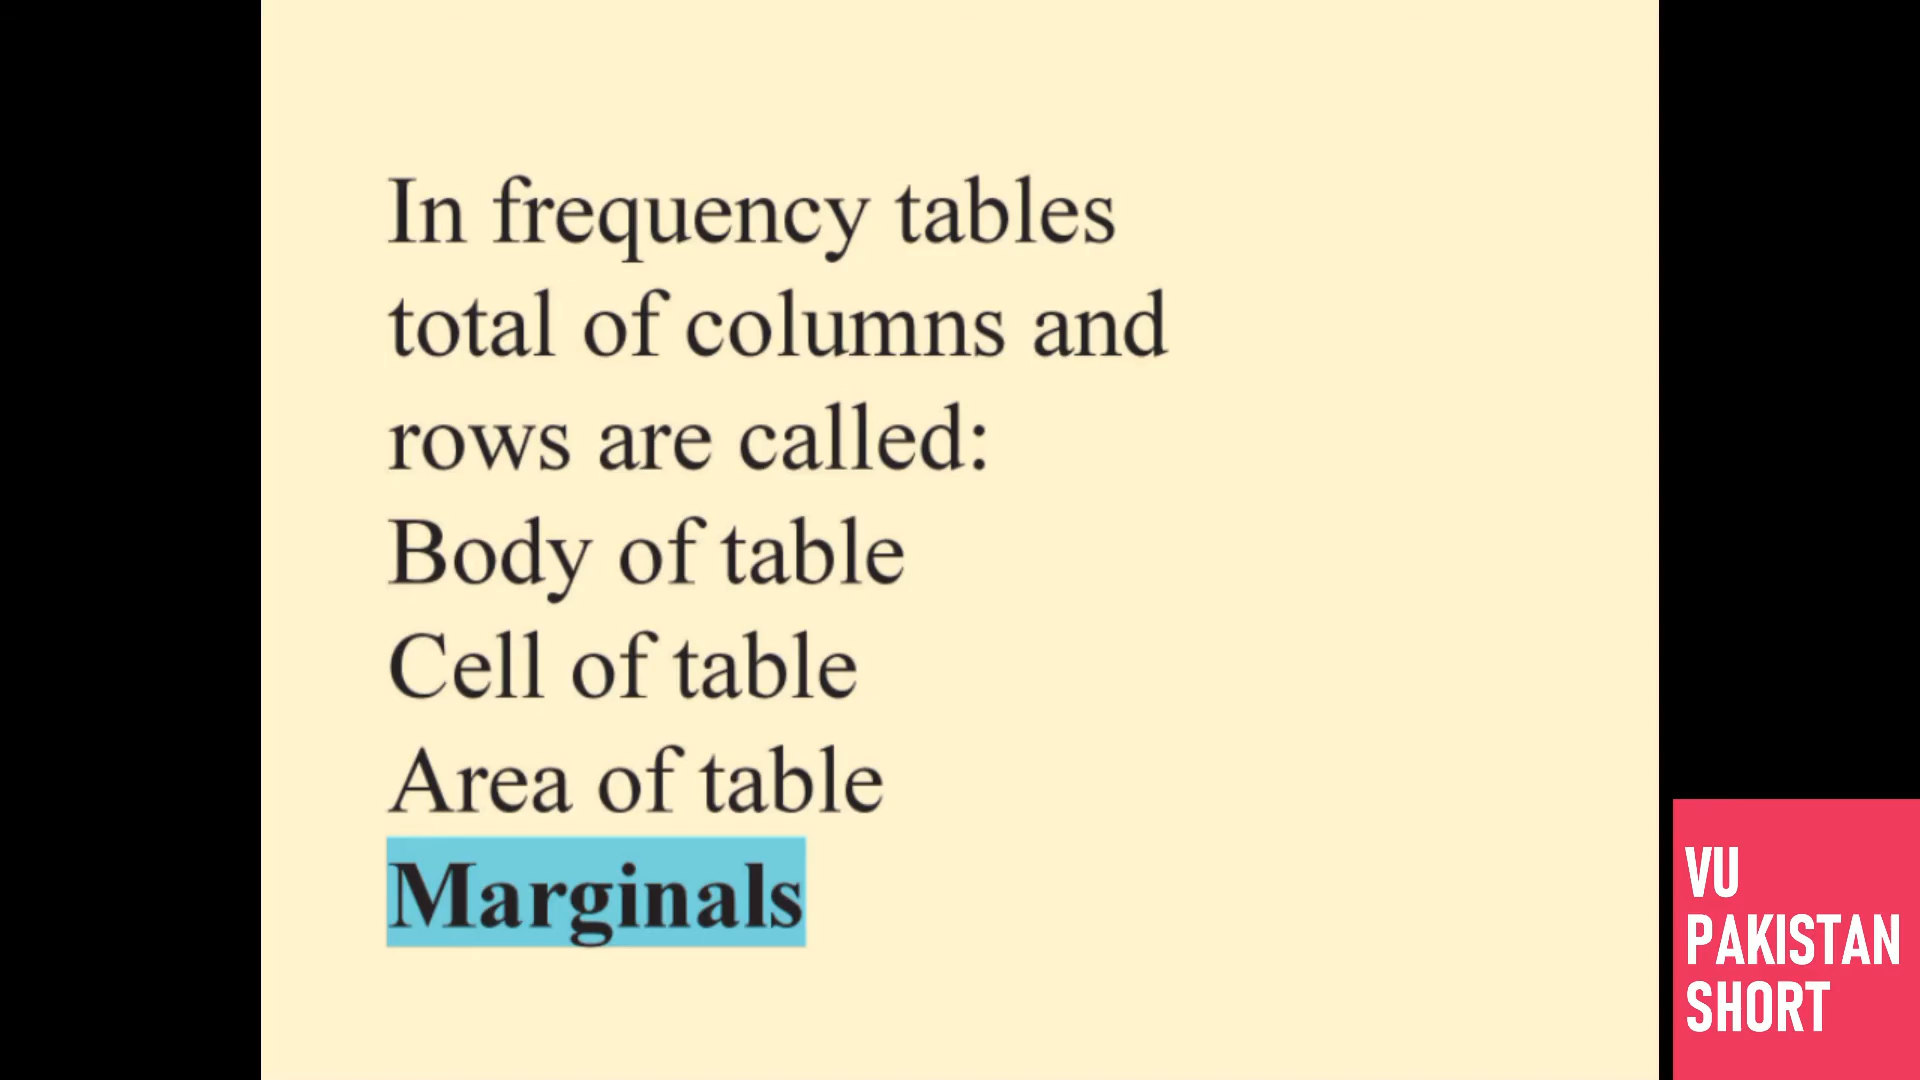 In frequency tables
total of columns and
rows are called:
Body of table
Cell of table
Area of table
Marginals
VU
PAKISTAN
SHORT